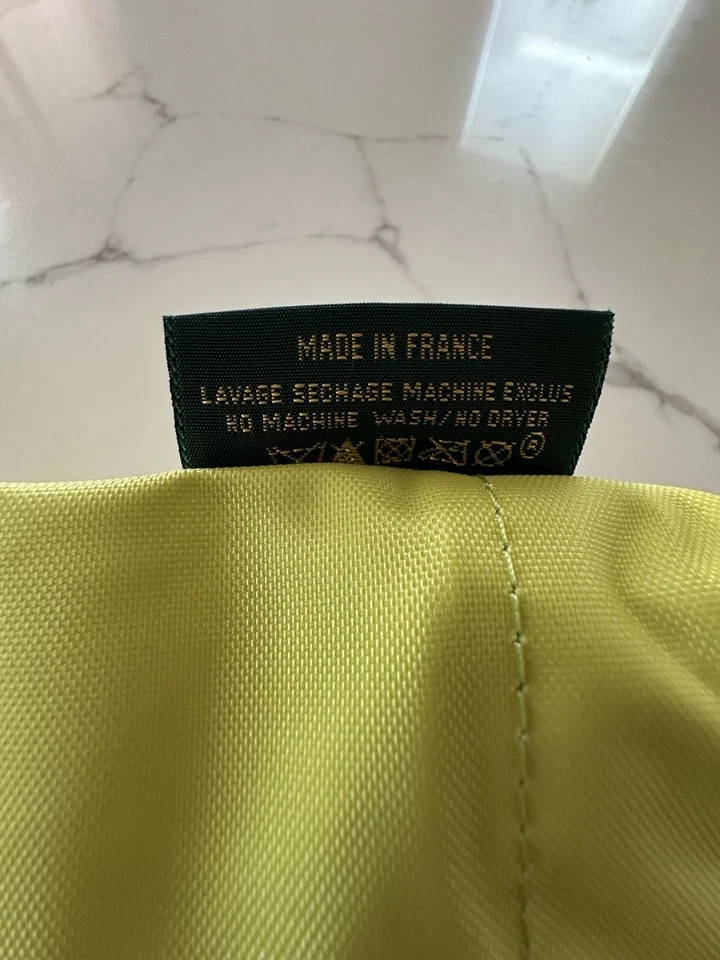 MADE IN FRANCE
LAVAGE SECHAGE MACHINE EXCLUS
NO MACHINE WASH/NO DRYER
®